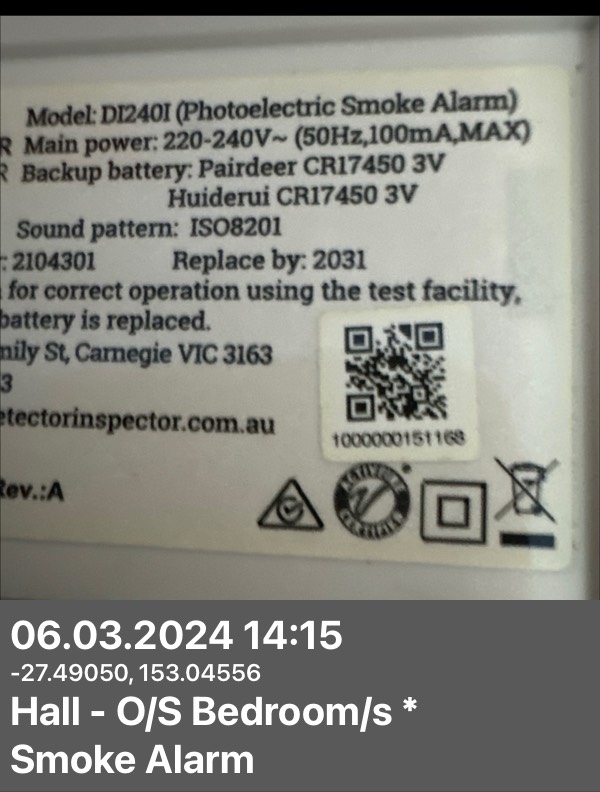 Model: DI240I (Photoelectric Smoke Alarm)
R Main power: 220-240V~ (50Hz,100mA,MAX)
R Backup battery: Pairdeer CR17450 3V
Huiderui CR17450 3V
Sound pattern: ISO8201
: 2104301 Replace by: 2031
for correct operation using the test facility,
battery is replaced.
mily St, Carnegie VIC 3163
3
etectorinspector.com.au
1000000151168
Rev.:A
ACTIVFIRE
CERTIFIED
06.03.2024 14:15
-27.49050, 153.04556
Hall - O/S Bedroom/s *
Smoke Alarm